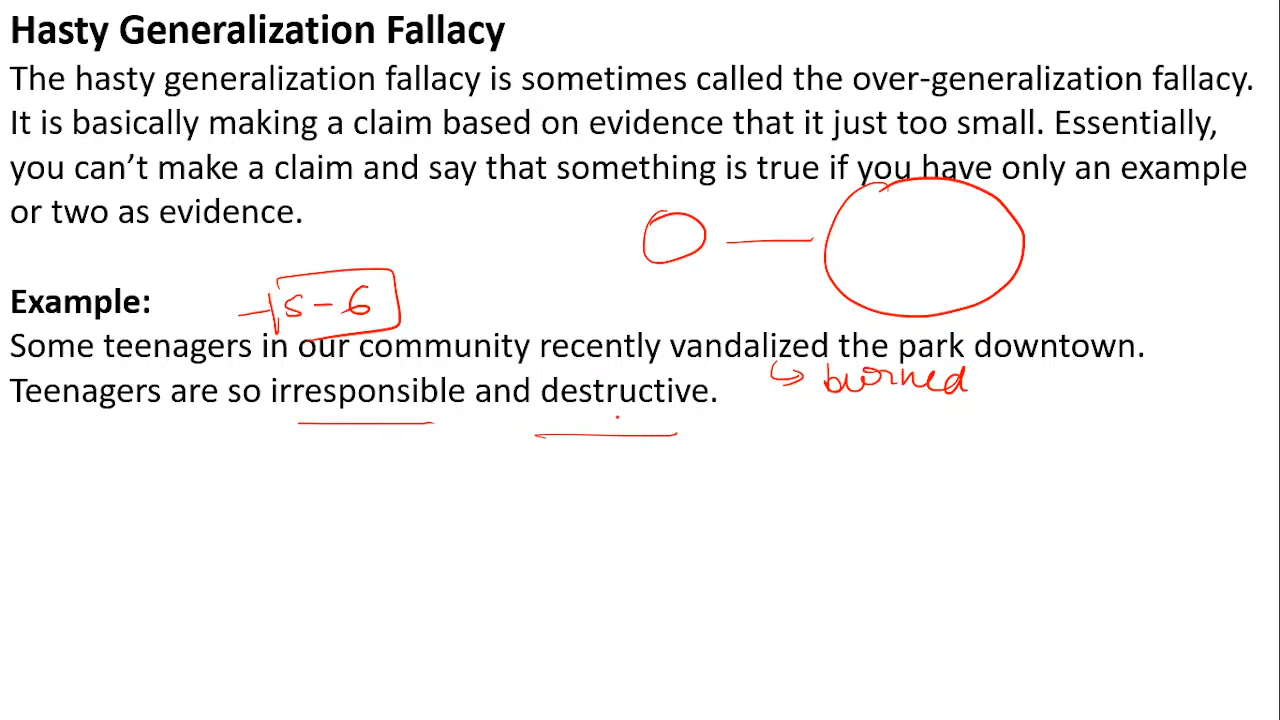 Hasty Generalization Fallacy
The hasty generalization fallacy is sometimes called the over-generalization fallacy.
It is basically making a claim based on evidence that it just too small. Essentially,
you can’t make a claim and say that something is true if you have only an example
or two as evidence.
Example:
5 - 6
Some teenagers in our community recently vandalized the park downtown.
burned
Teenagers are so irresponsible and destructive.